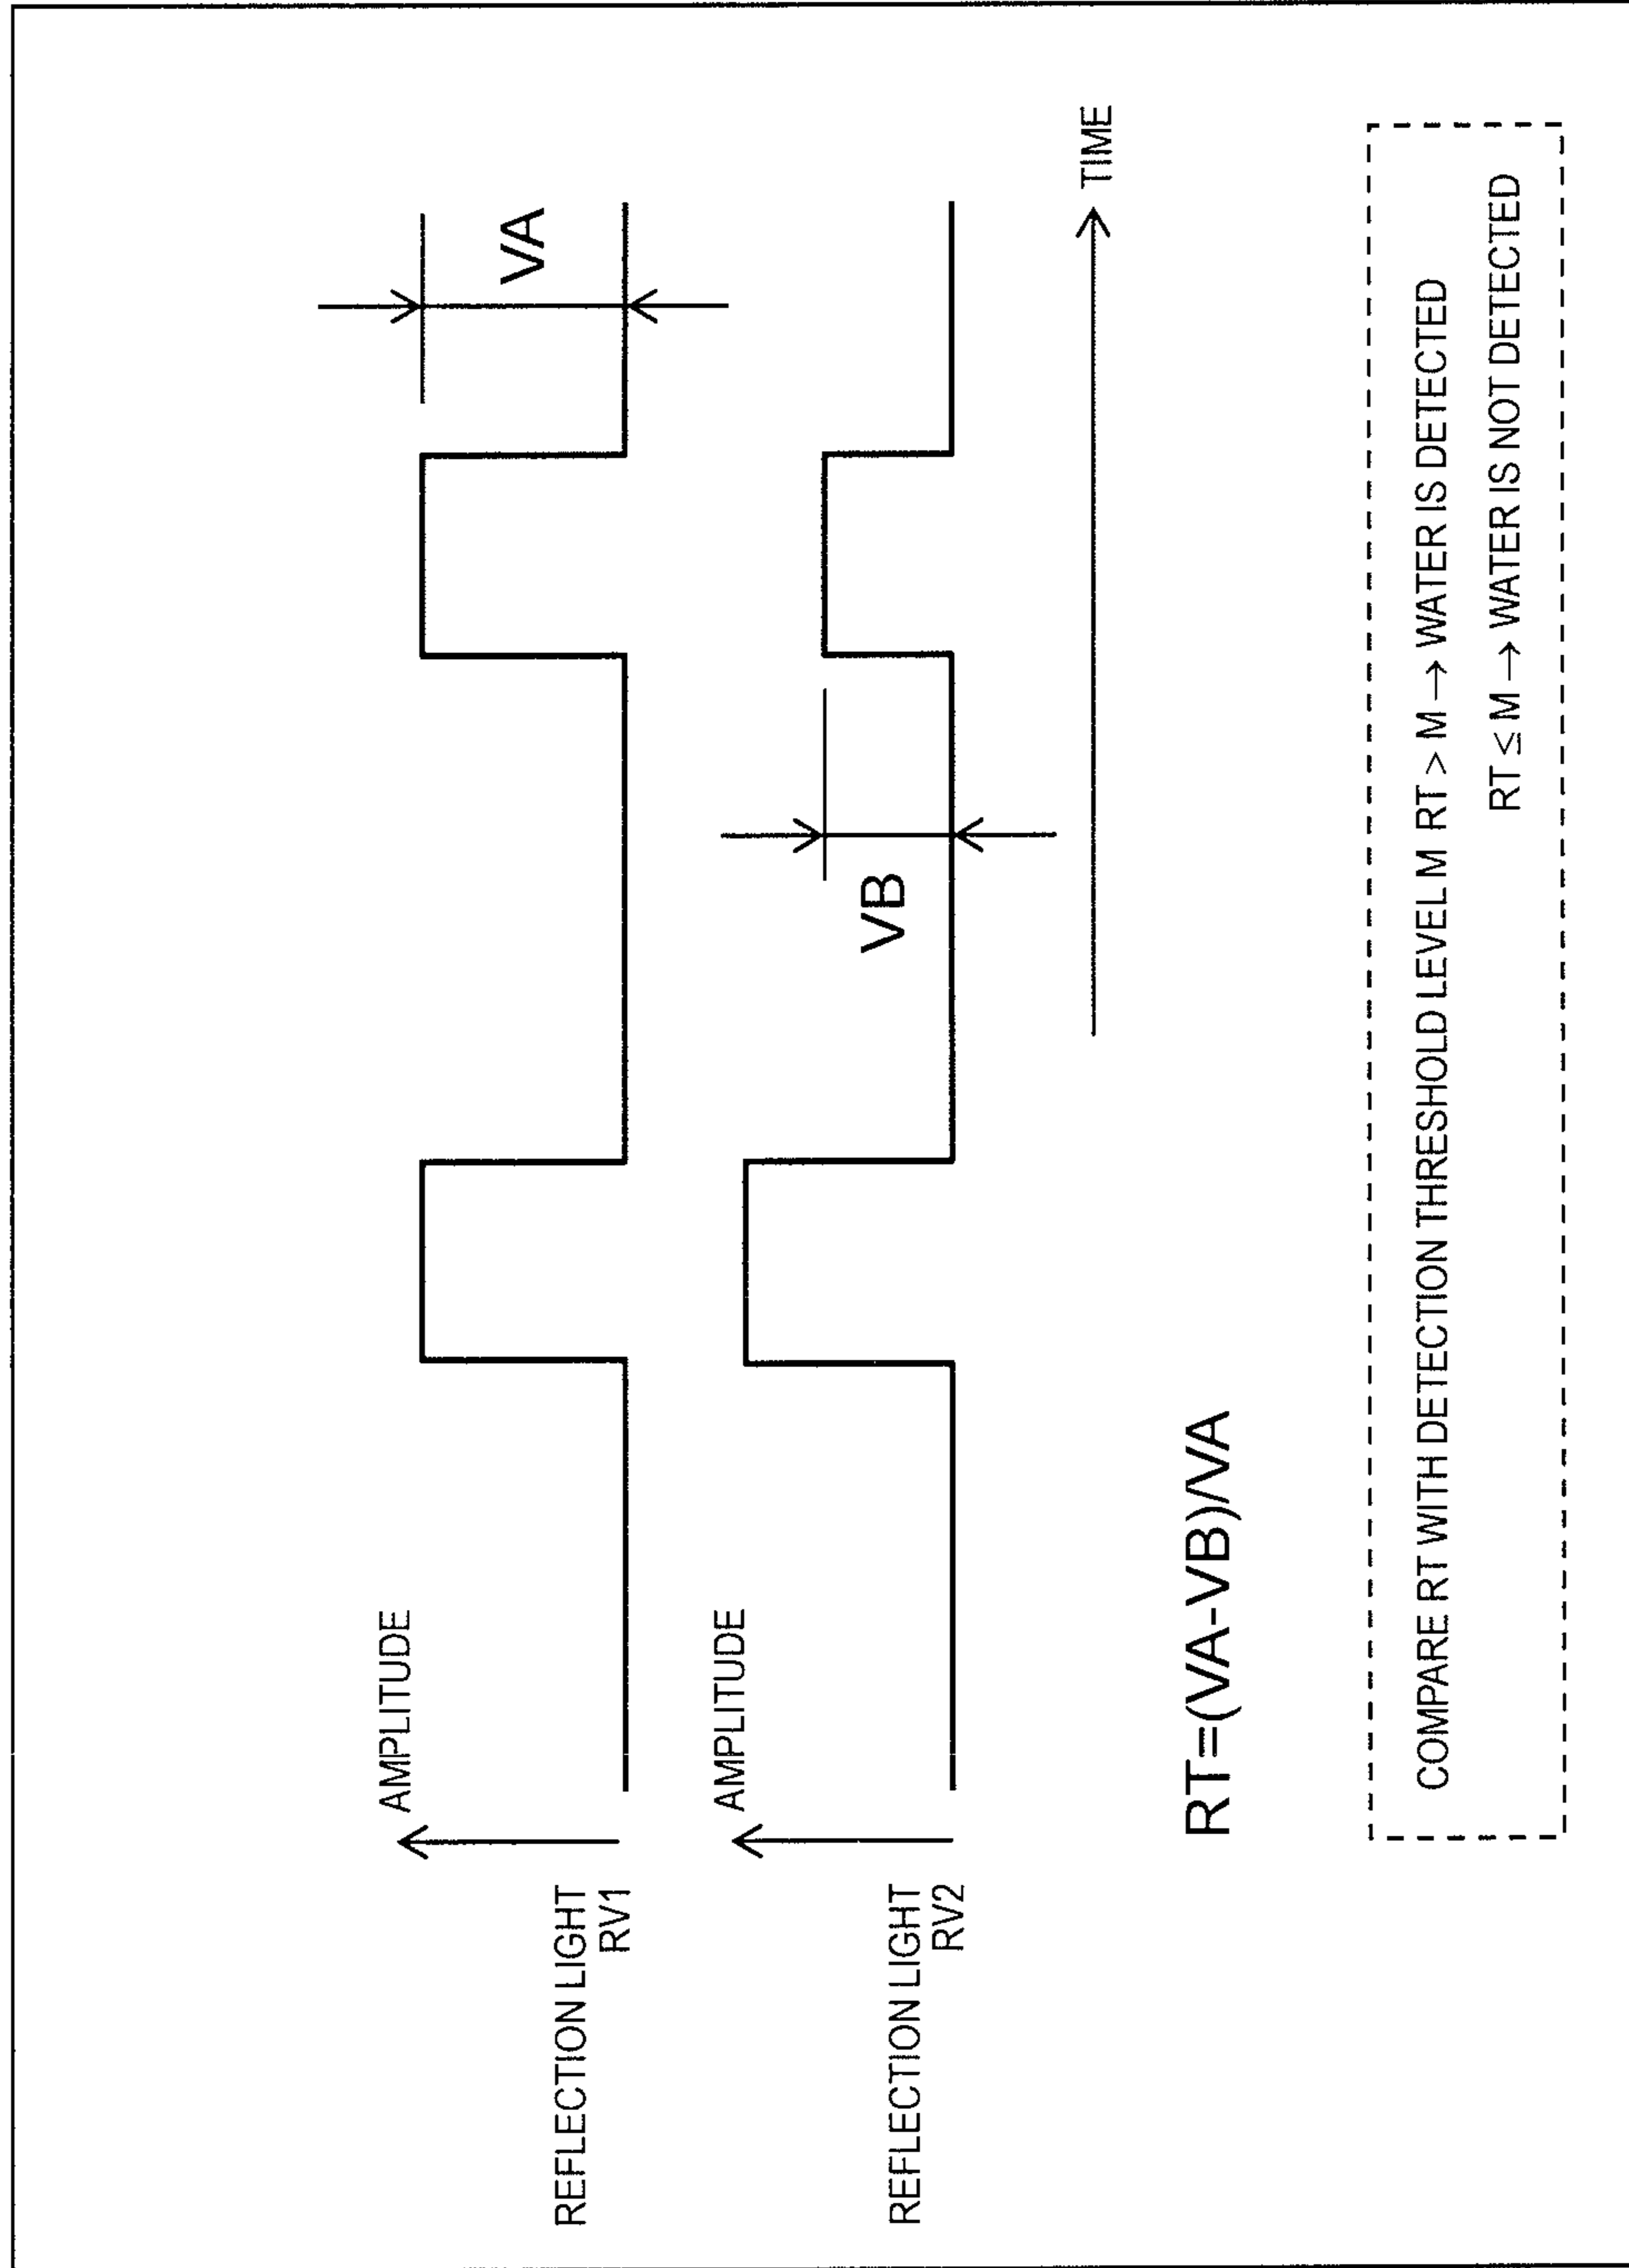 AMPLITUDE
REFLECTION LIGHT
RV1
VA
AMPLITUDE
REFLECTION LIGHT
RV2
VB
TIME
RT=(VA-VB)/VA
COMPARE RT WITH DETECTION THRESHOLD LEVELM RT > M → WATER IS DETECTED
RT ≤ M → WATER IS NOT DETECTED